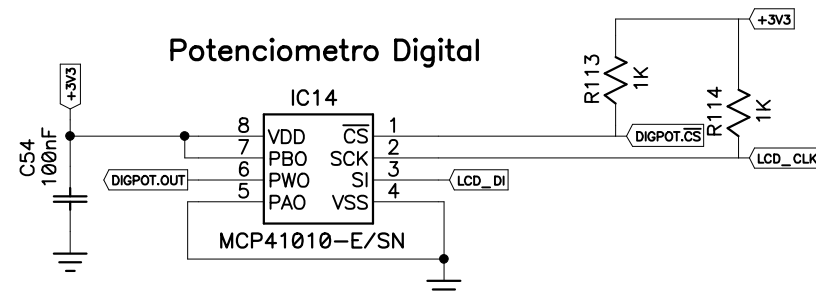 +3V3
Potenciometro Digital
+3V3
R113
1K
R114
1K
IC14
C54
100nF
8
VDD
CS
1
DIGPOT.CS
7
PBO
SCK
2
LCD_CLK
DIGPOT.OUT
6
PWO
SI
3
LCD_DI
5
PAO
VSS
4
MCP41010-E/SN